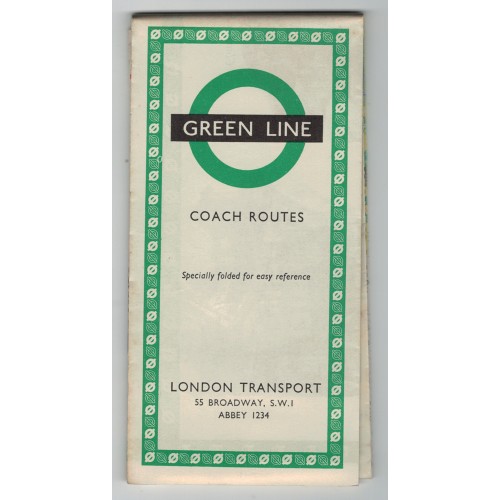 GREEN LINE
COACH ROUTES
Specially folded for easy reference
LONDON TRANSPORT
55 BROADWAY, S.W.1
ABBEY 1234